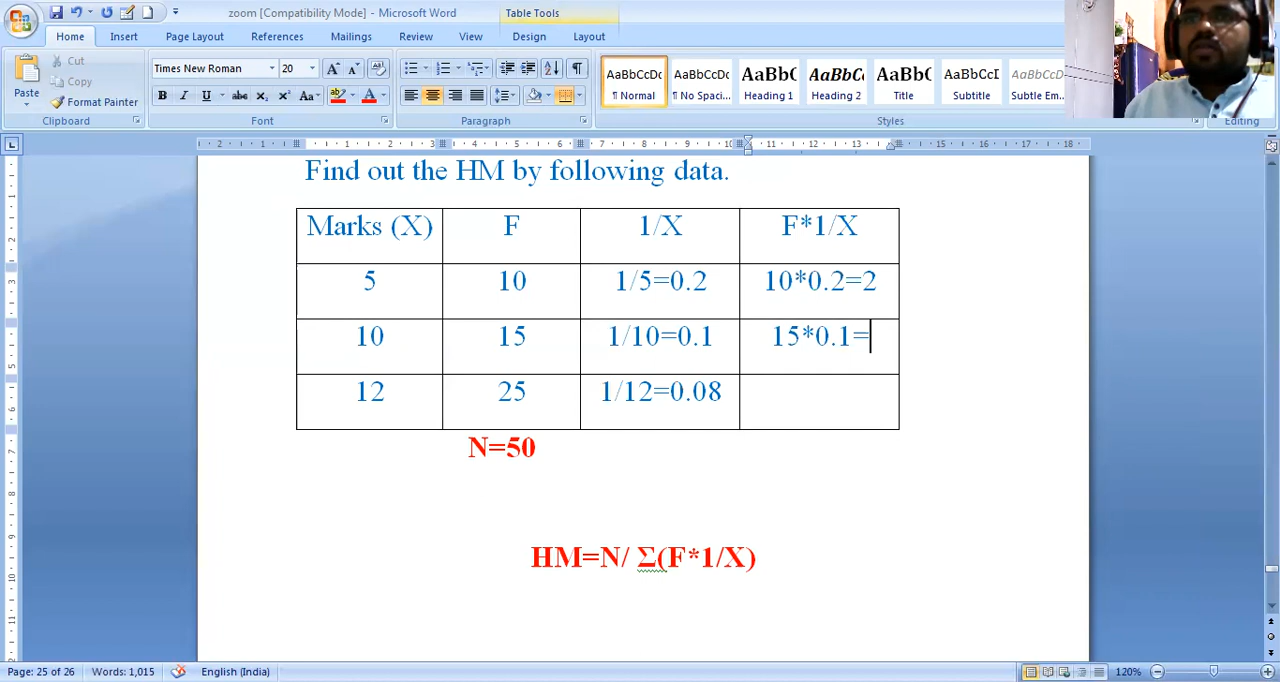 zoom [Compatibility Mode] - Microsoft Word
Table Tools
Home Insert Page Layout References Mailings Review View Design Layout
Paste
Cut
Copy
Format Painter
Clipboard
Times New Roman 20
Font
Paragraph
AaBbCcDc AaBbCcDc AaBbC AaBbC AaBbC AaBbCcI AaBbCcDc
¶ Normal ¶ No Spaci... Heading 1 Heading 2 Title Subtitle Subtle Em...
Styles
Editing
Find out the HM by following data.
Marks (X) F 1/X F*1/X
5 10 1/5=0.2 10*0.2=2
10 15 1/10=0.1 15*0.1=
12 25 1/12=0.08
N=50
HM=N/ Σ(F*1/X)
Page: 25 of 26 Words: 1,015 English (India) 120%